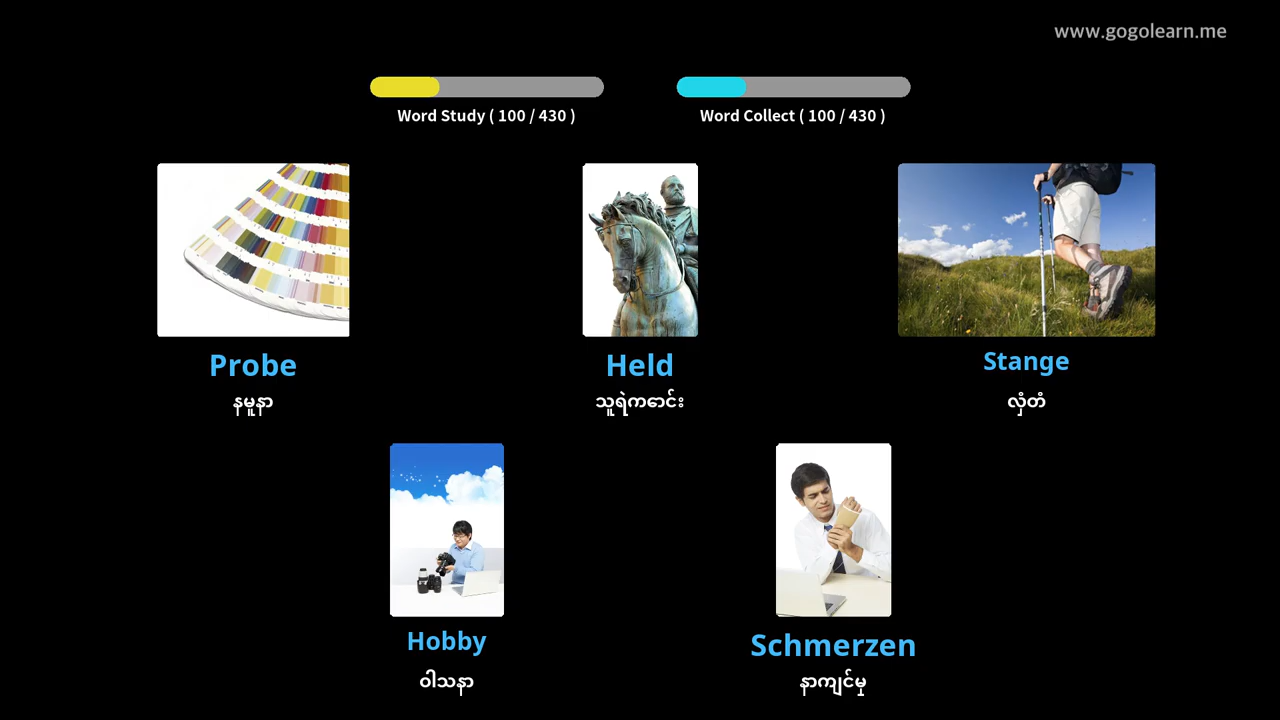 www.gogolearn.me
Word Study ( 100 / 430 )
Word Collect ( 100 / 430 )
Probe
Held
Stange
နမူနာ
သူရဲကောင်း
လှံတံ
Hobby
Schmerzen
ဝါသနာ
နာကျင်မှု